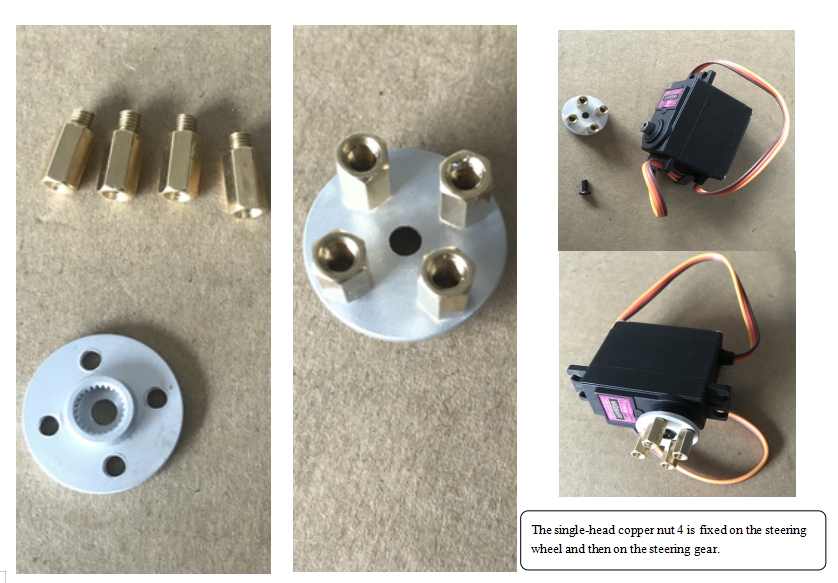 The single-head copper nut 4 is fixed on the steering
wheel and then on the steering gear.